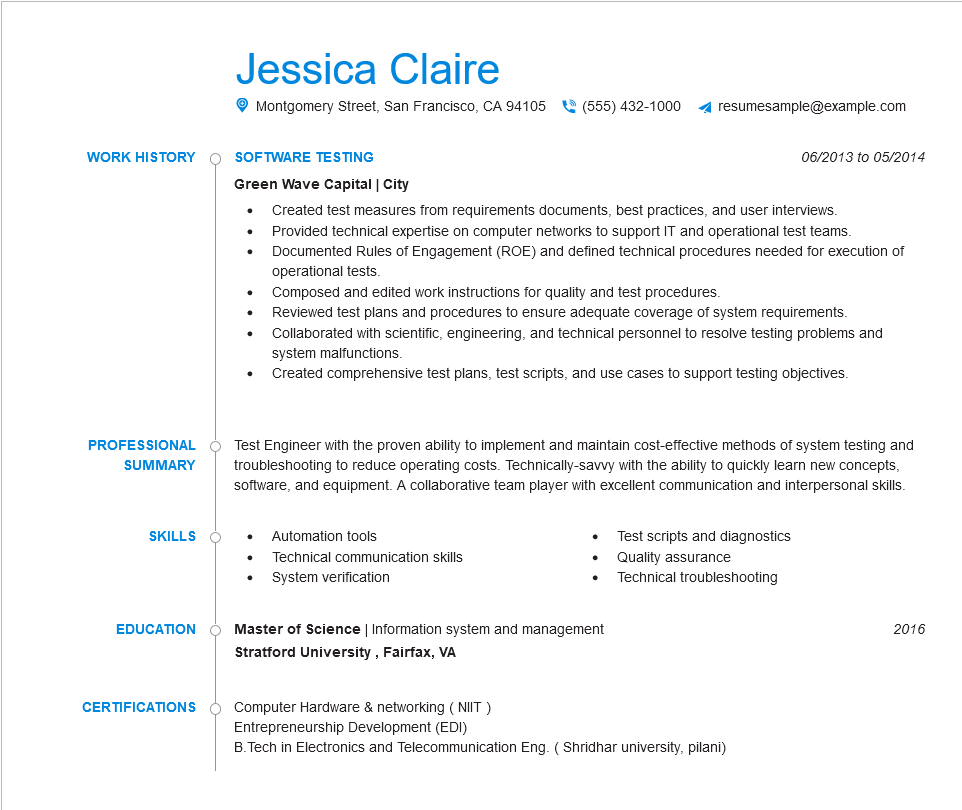 Jessica Claire
Montgomery Street, San Francisco, CA 94105 (555) 432-1000 resumesample@example.com
WORK HISTORY
SOFTWARE TESTING 06/2013 to 05/2014
Green Wave Capital | City
• Created test measures from requirements documents, best practices, and user interviews.
• Provided technical expertise on computer networks to support IT and operational test teams.
• Documented Rules of Engagement (ROE) and defined technical procedures needed for execution of
operational tests.
• Composed and edited work instructions for quality and test procedures.
• Reviewed test plans and procedures to ensure adequate coverage of system requirements.
• Collaborated with scientific, engineering, and technical personnel to resolve testing problems and
system malfunctions.
• Created comprehensive test plans, test scripts, and use cases to support testing objectives.
PROFESSIONAL
SUMMARY
Test Engineer with the proven ability to implement and maintain cost-effective methods of system testing and
troubleshooting to reduce operating costs. Technically-savvy with the ability to quickly learn new concepts,
software, and equipment. A collaborative team player with excellent communication and interpersonal skills.
SKILLS
• Automation tools
• Technical communication skills
• System verification
• Test scripts and diagnostics
• Quality assurance
• Technical troubleshooting
EDUCATION
Master of Science | Information system and management 2016
Stratford University , Fairfax, VA
CERTIFICATIONS
Computer Hardware & networking ( NIIT )
Entrepreneurship Development (EDI)
B.Tech in Electronics and Telecommunication Eng. ( Shridhar university, pilani)